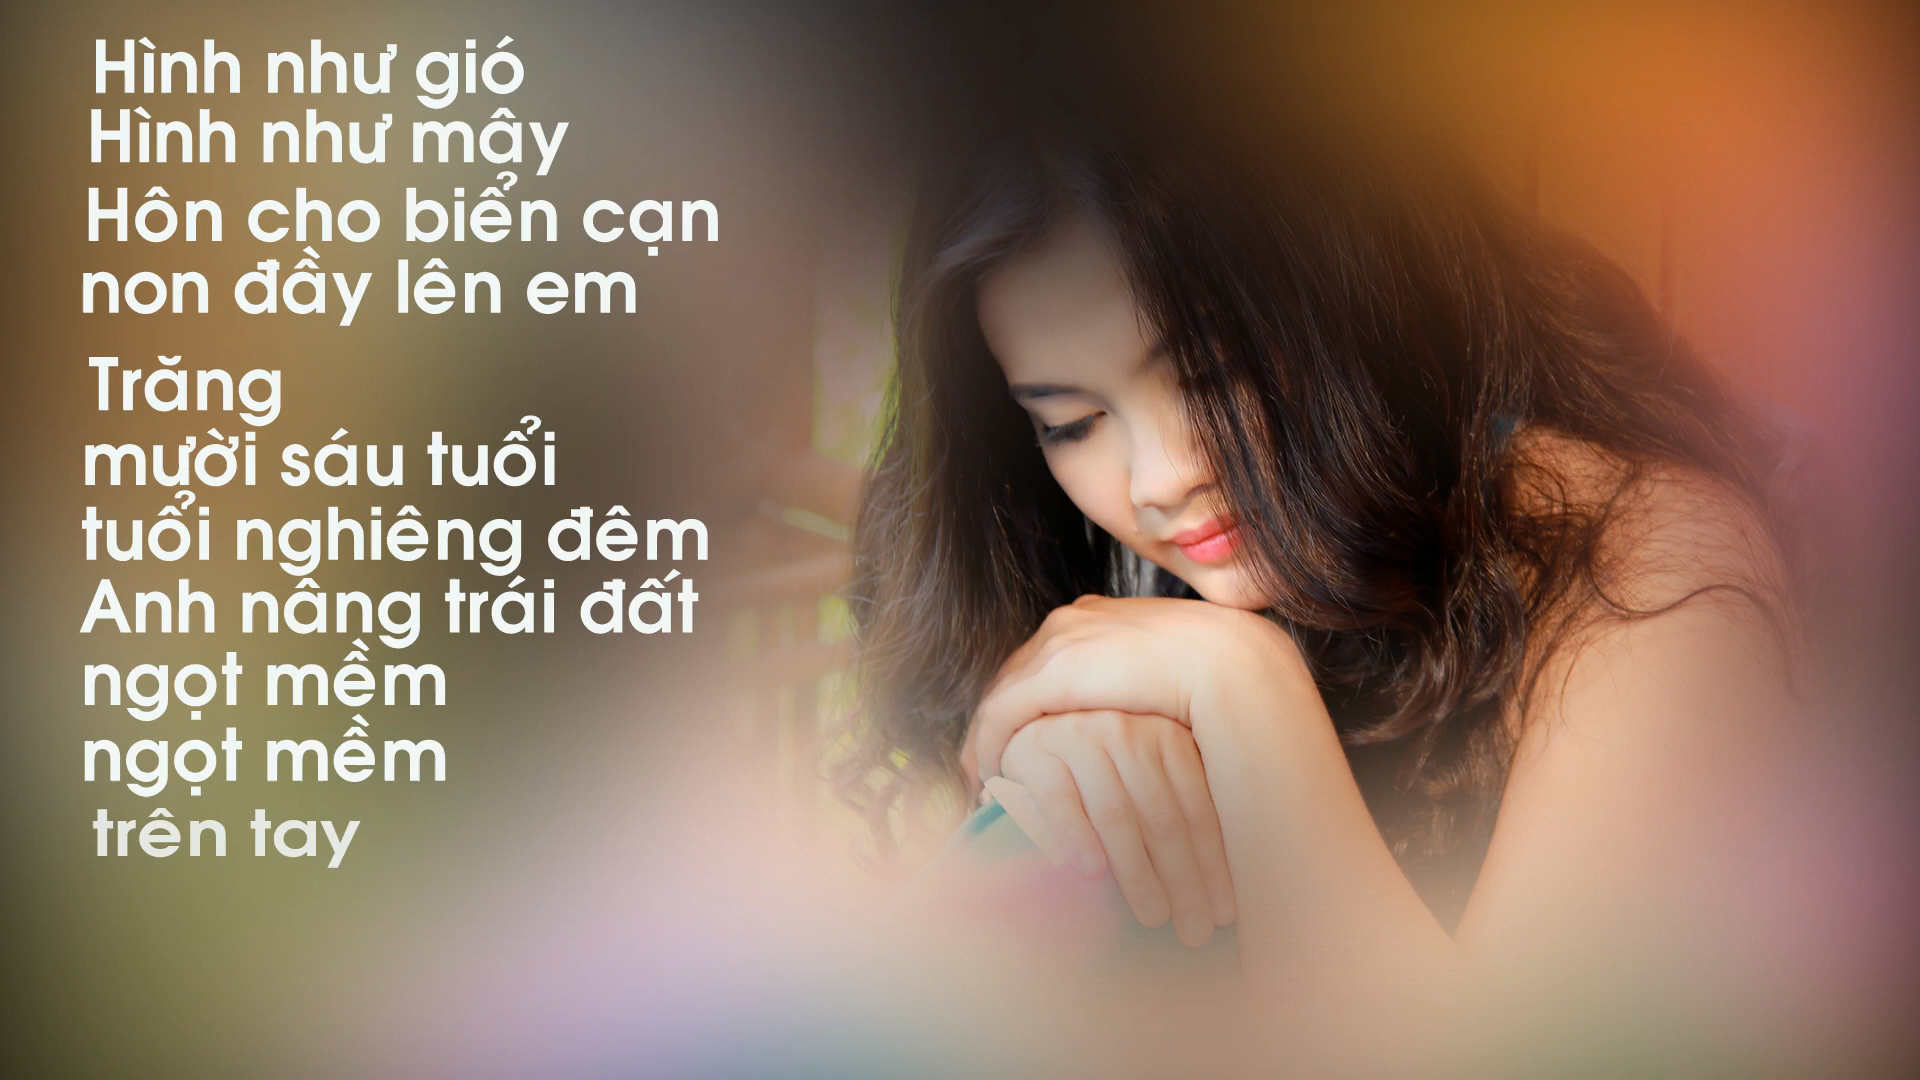 Hình như gió
Hình như mây
Hôn cho biển cạn
non đầy lên em
Trăng
mười sáu tuổi
tuổi nghiêng đêm
Anh nâng trái đất
ngọt mềm
ngọt mềm
trên tay